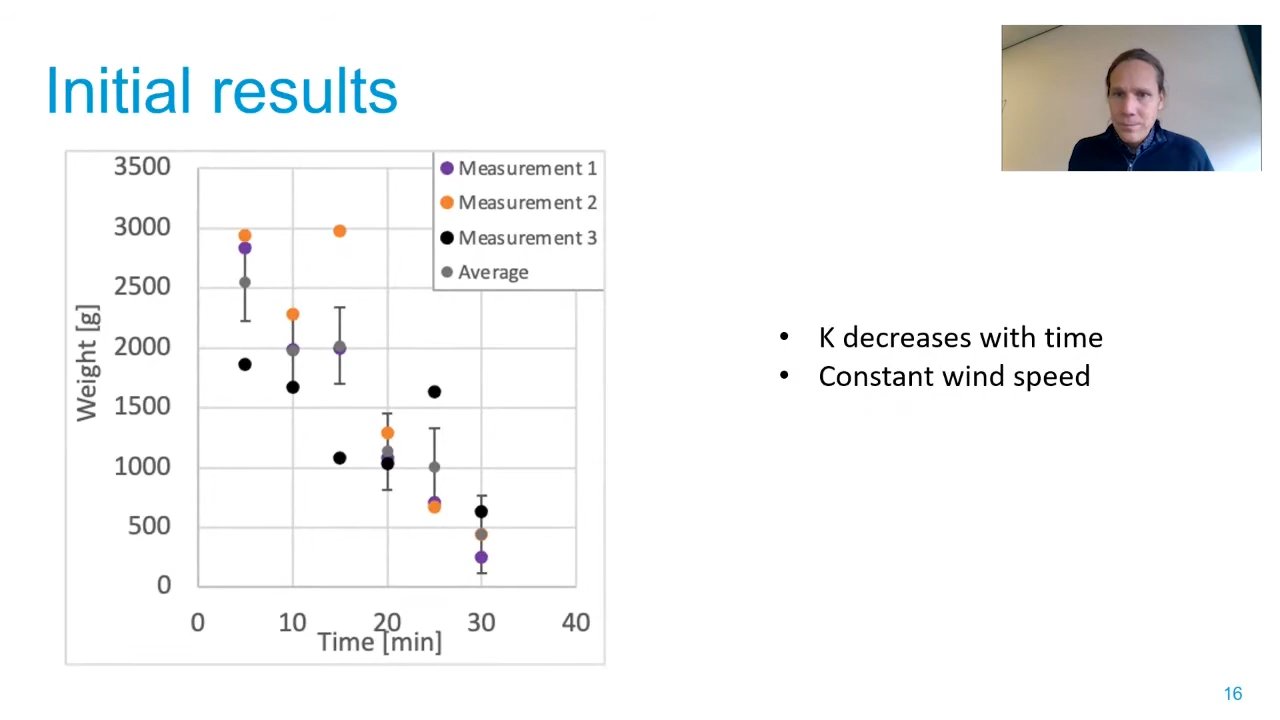 Initial results
3500
3000
2500
2000
1500
1000
500
0
Weight [g]
0 10 20 30 40
Time [min]
Measurement 1
Measurement 2
Measurement 3
Average
• K decreases with time
• Constant wind speed
16